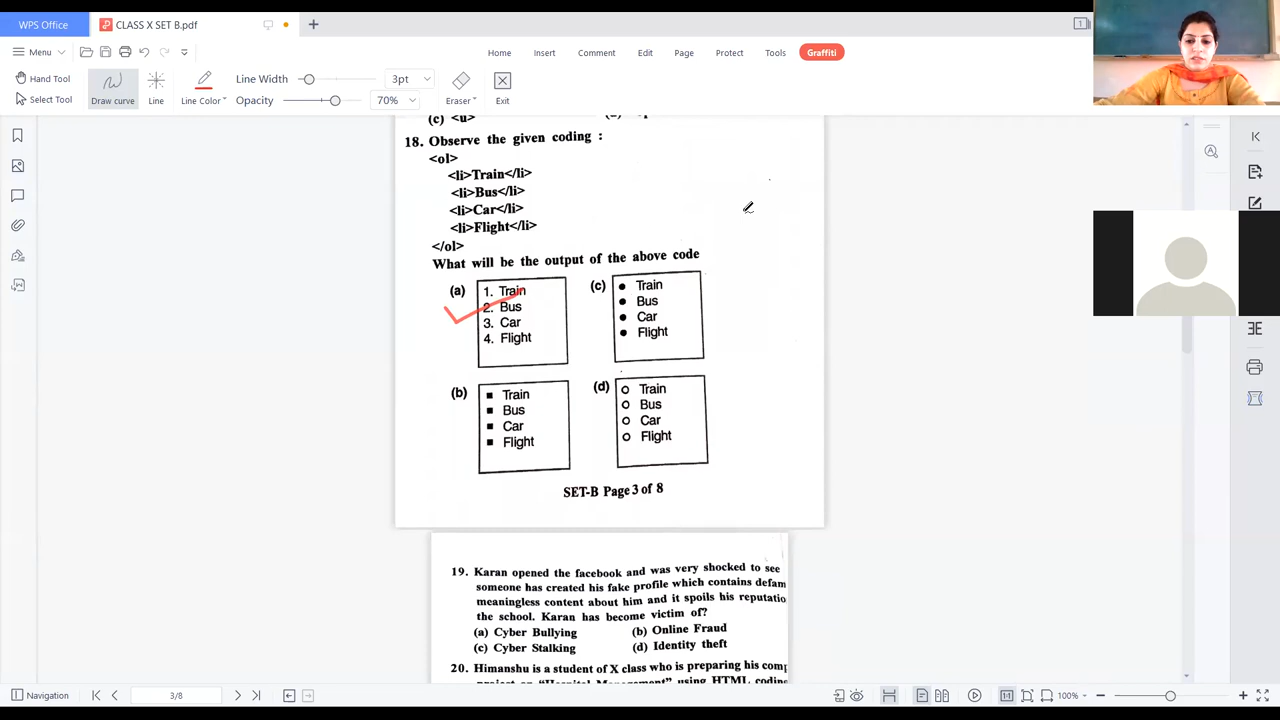 WPS Office
CLASS X SET B.pdf
Menu
Home Insert Comment Edit Page Protect Tools Graffiti
Hand Tool
Select Tool
Draw curve
Line
Line Color
Line Width
3pt
Opacity
70%
Eraser
Exit
(c) <u>
18. Observe the given coding :
<ol>
<li>Train</li>
<li>Bus</li>
<li>Car</li>
<li>Flight</li>
</ol>
What will be the output of the above code
(a)
1. Train
2. Bus
3. Car
4. Flight
(c)
Train
Bus
Car
Flight
(b)
Train
Bus
Car
Flight
(d)
Train
Bus
Car
Flight
SET-B Page 3 of 8
19. Karan opened the facebook and was very shocked to see
someone has created his fake profile which contains defam
meaningless content about him and it spoils his reputatio
the school. Karan has become victim of?
(a) Cyber Bullying (b) Online Fraud
(c) Cyber Stalking (d) Identity theft
20. Himanshu is a student of X class who is preparing his comp
project on "Hospital Management" using HTML coding
Navigation
3/8
100%